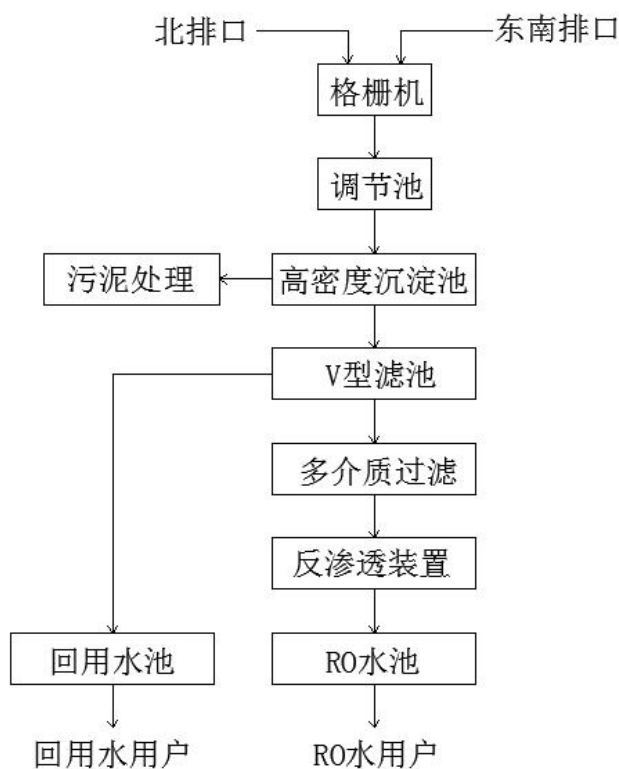 北排口
东南排口
格栅机
调节池
污泥处理
高密度沉淀池
V型滤池
多介质过滤
反渗透装置
回用水池
RO水池
回用水用户
RO水用户